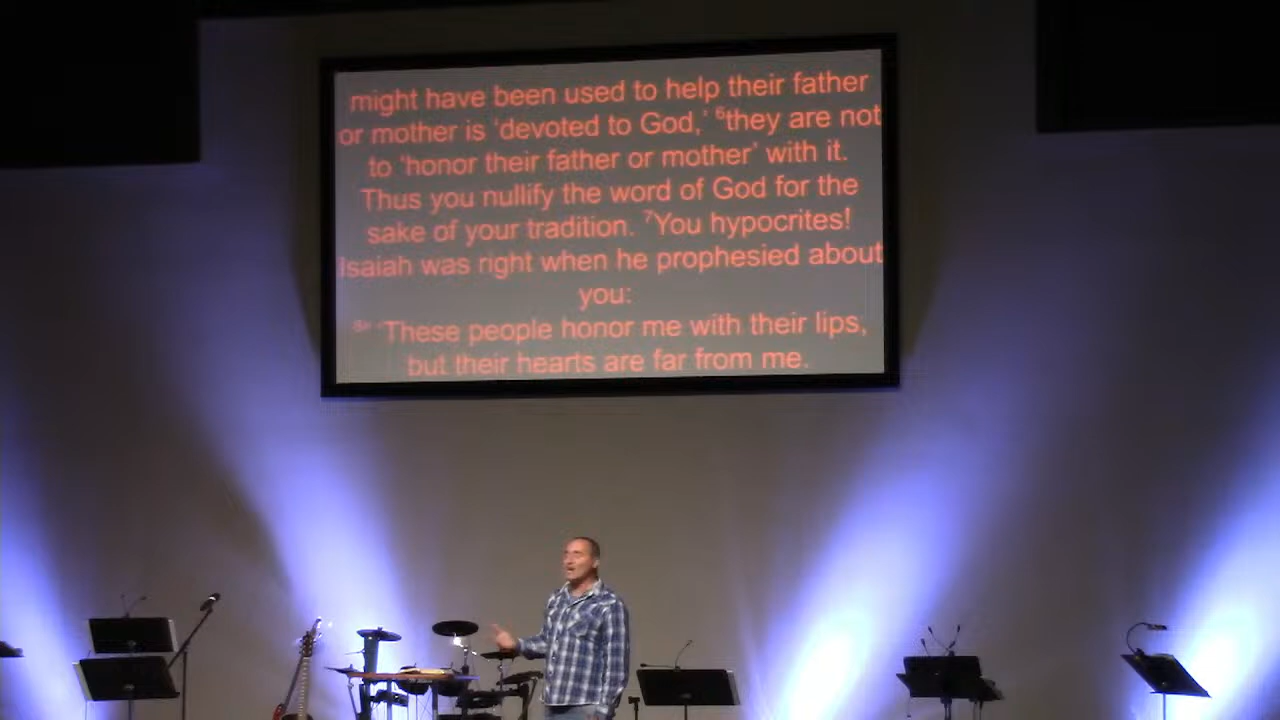 might have been used to help their father
or mother is ‘devoted to God,’ ⁶they are not
to ‘honor their father or mother’ with it.
Thus you nullify the word of God for the
sake of your tradition. ⁷You hypocrites!
Isaiah was right when he prophesied about
you:
⁸“ ‘These people honor me with their lips,
but their hearts are far from me.